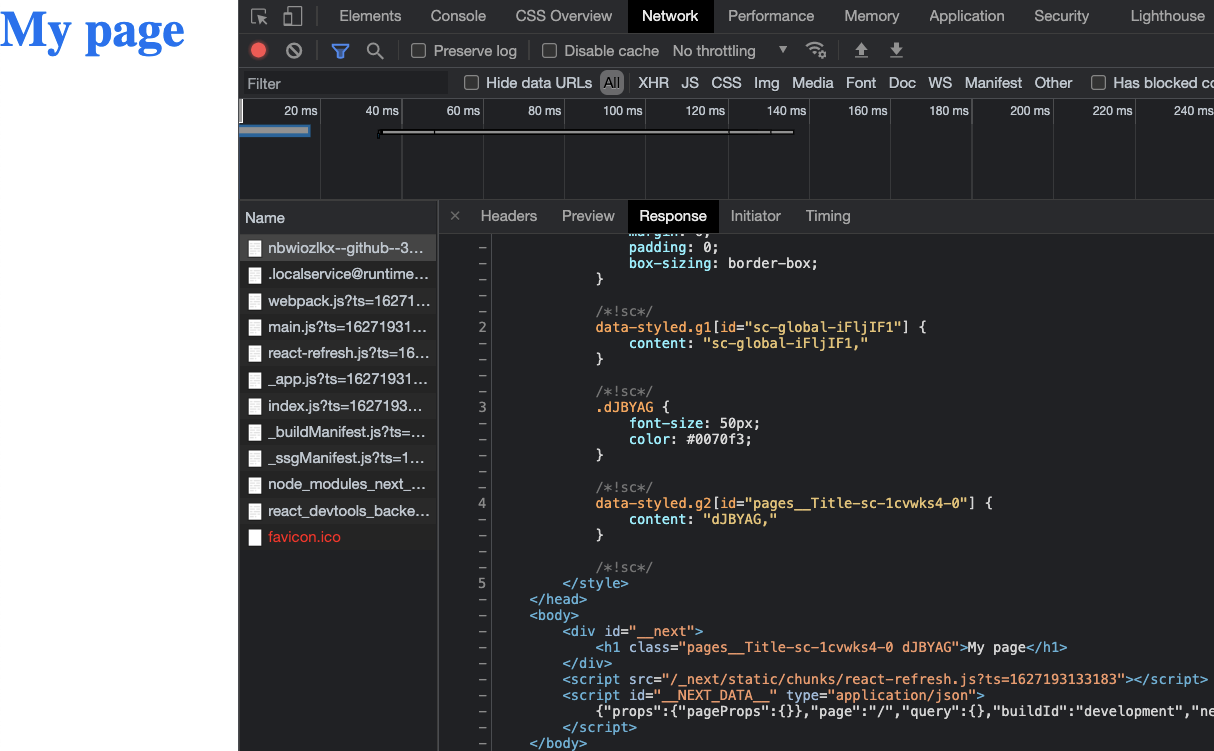 My page
Elements Console CSS Overview Network Performance Memory Application Security Lighthouse
Preserve log Disable cache No throttling
Filter Hide data URLs All XHR JS CSS Img Media Font Doc WS Manifest Other Has blocked co
20 ms 40 ms 60 ms 80 ms 100 ms 120 ms 140 ms 160 ms 180 ms 200 ms 220 ms 240 ms
Name
nbwiozlkx--github--3...
.localservice@runtime...
webpack.js?ts=16271...
main.js?ts=16271931...
react-refresh.js?ts=16...
_app.js?ts=16271931...
index.js?ts=1627193...
_buildManifest.js?ts=...
_ssgManifest.js?ts=1...
node_modules_next_...
react_devtools_backe...
favicon.ico
× Headers Preview Response Initiator Timing
margin: 0;
– padding: 0;
– box-sizing: border-box;
– }
–
– /*!sc*/
2 data-styled.g1[id="sc-global-iFljIF1"] {
– content: "sc-global-iFljIF1,"
– }
–
– /*!sc*/
3 .dJBYAG {
– font-size: 50px;
– color: #0070f3;
– }
–
– /*!sc*/
4 data-styled.g2[id="pages__Title-sc-1cvwks4-0"] {
– content: "dJBYAG,"
– }
–
– /*!sc*/
5 </style>
– </head>
– <body>
– <div id="__next">
– <h1 class="pages__Title-sc-1cvwks4-0 dJBYAG">My page</h1>
– </div>
– <script src="/_next/static/chunks/react-refresh.js?ts=1627193133183"></script>
– <script id="__NEXT_DATA__" type="application/json">
– {"props":{"pageProps":{}},"page":"/","query":{},"buildId":"development","ne
– </script>
– </body>